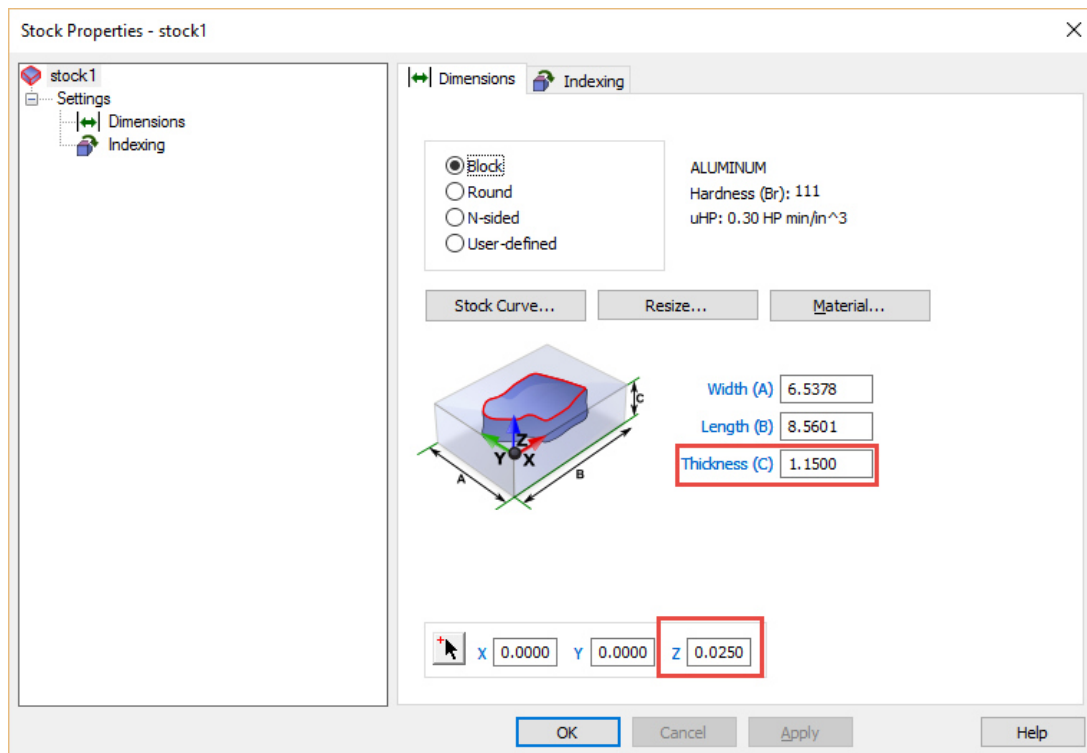 Stock Properties - stock1
stock1
Settings
Dimensions
Indexing
Dimensions Indexing
Block
Round
N-sided
User-defined
ALUMINUM
Hardness (Br): 111
uHP: 0.30 HP min/in^3
Stock Curve... Resize... Material...
C
Z
Y X
A B
Width (A) 6.5378
Length (B) 8.5601
Thickness (C) 1.1500
X 0.0000 Y 0.0000 Z 0.0250
OK Cancel Apply Help